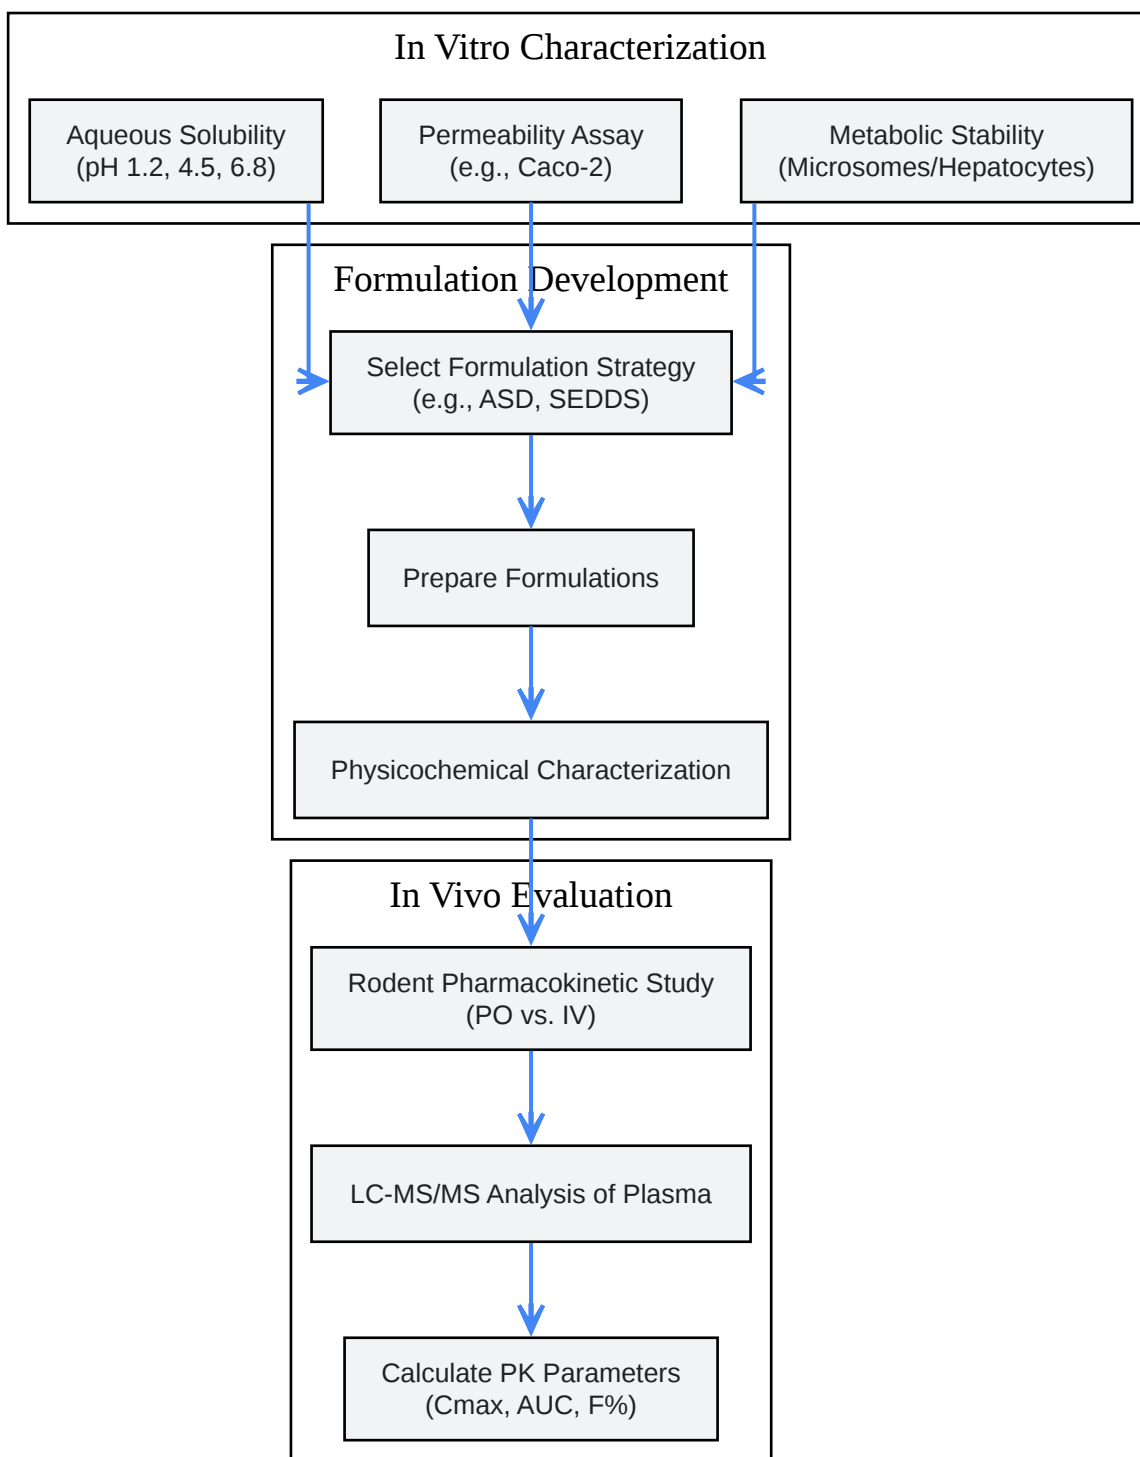 In Vitro Characterization
Aqueous Solubility
(pH 1.2, 4.5, 6.8)
Permeability Assay
(e.g., Caco-2)
Metabolic Stability
(Microsomes/Hepatocytes)
Formulation Development
Select Formulation Strategy
(e.g., ASD, SEDDS)
Prepare Formulations
Physicochemical Characterization
In Vivo Evaluation
Rodent Pharmacokinetic Study
(PO vs. IV)
LC-MS/MS Analysis of Plasma
Calculate PK Parameters
(Cmax, AUC, F%)